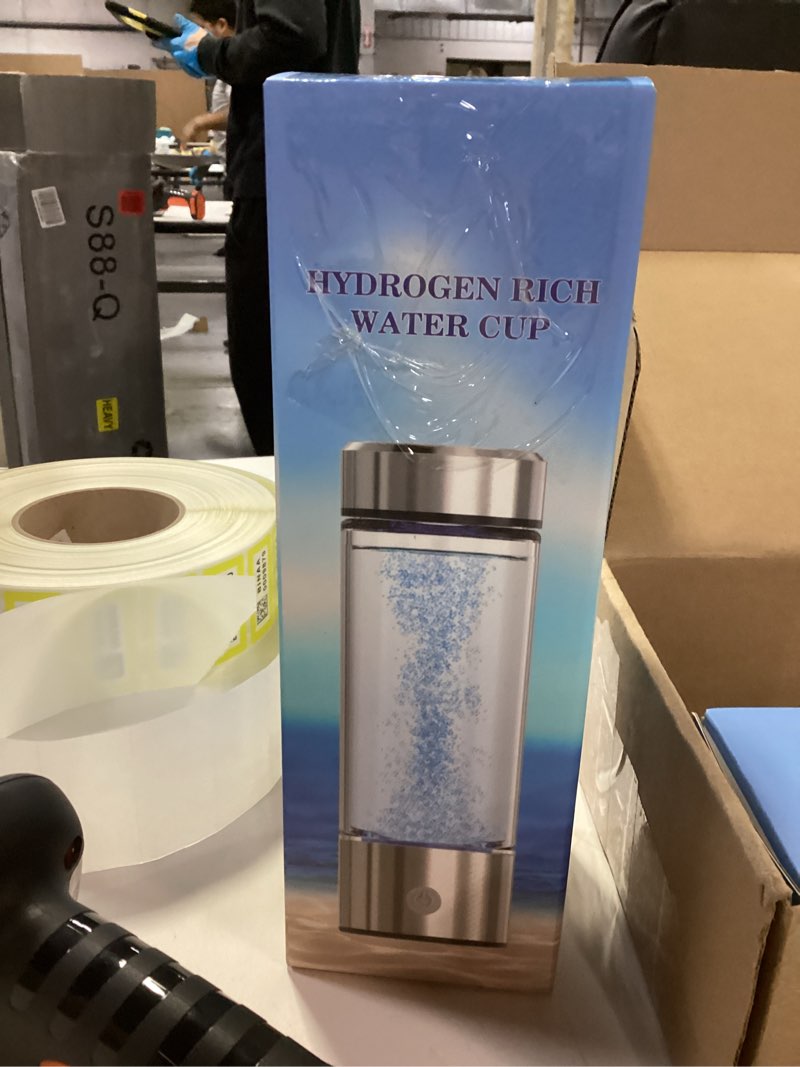 HYDROGEN RICH
WATER CUP
S88-Q
HEAVY